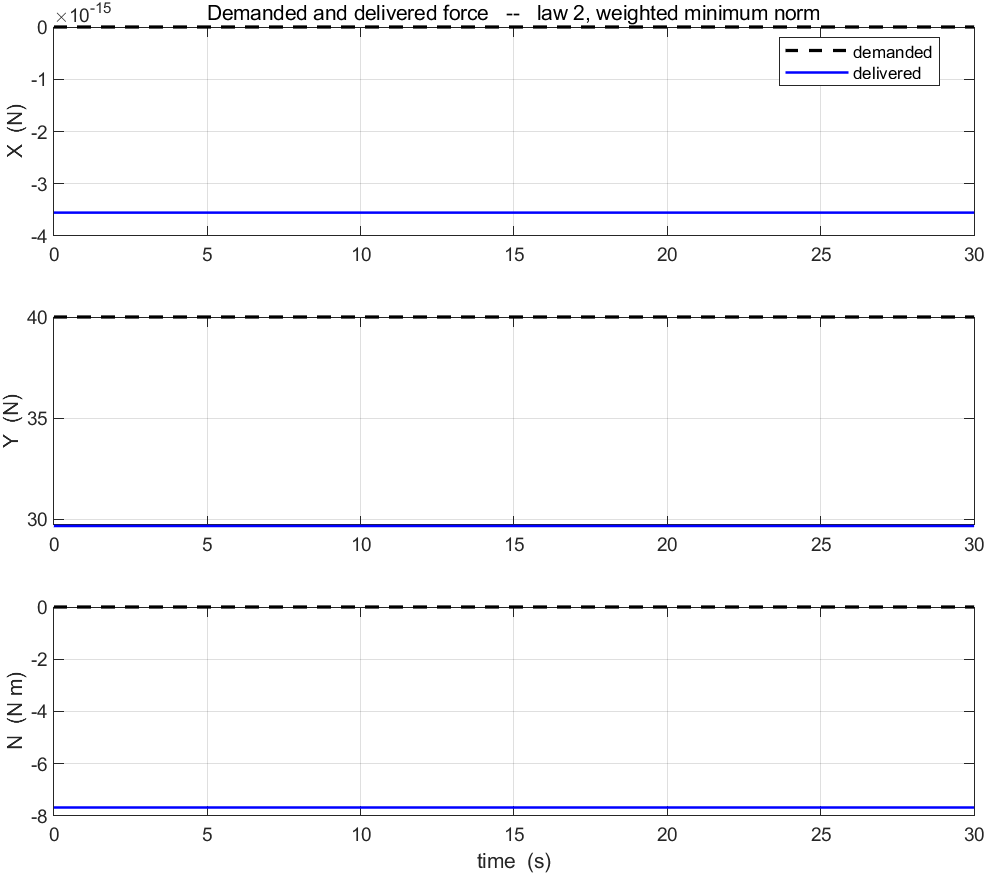 Demanded and delivered force -- law 2, weighted minimum norm
×10-15
demanded
delivered
X (N)
0
-1
-2
-3
-4
0 5 10 15 20 25 30
Y (N)
40
35
30
0 5 10 15 20 25 30
N (N m)
0
-2
-4
-6
-8
0 5 10 15 20 25 30
time (s)